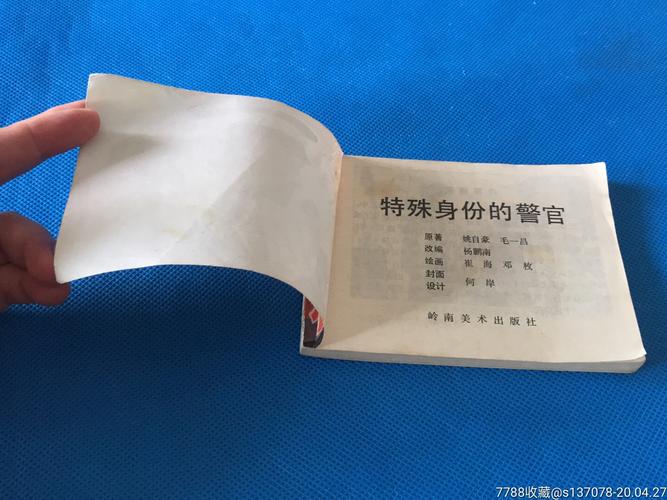 特殊身份的警官
原著 姚自豪 毛一昌
改编 杨鹏南
绘画 崔海 邓枚
封面
设计 何岸
岭南美术出版社
7788收藏@s137078-20.04.27